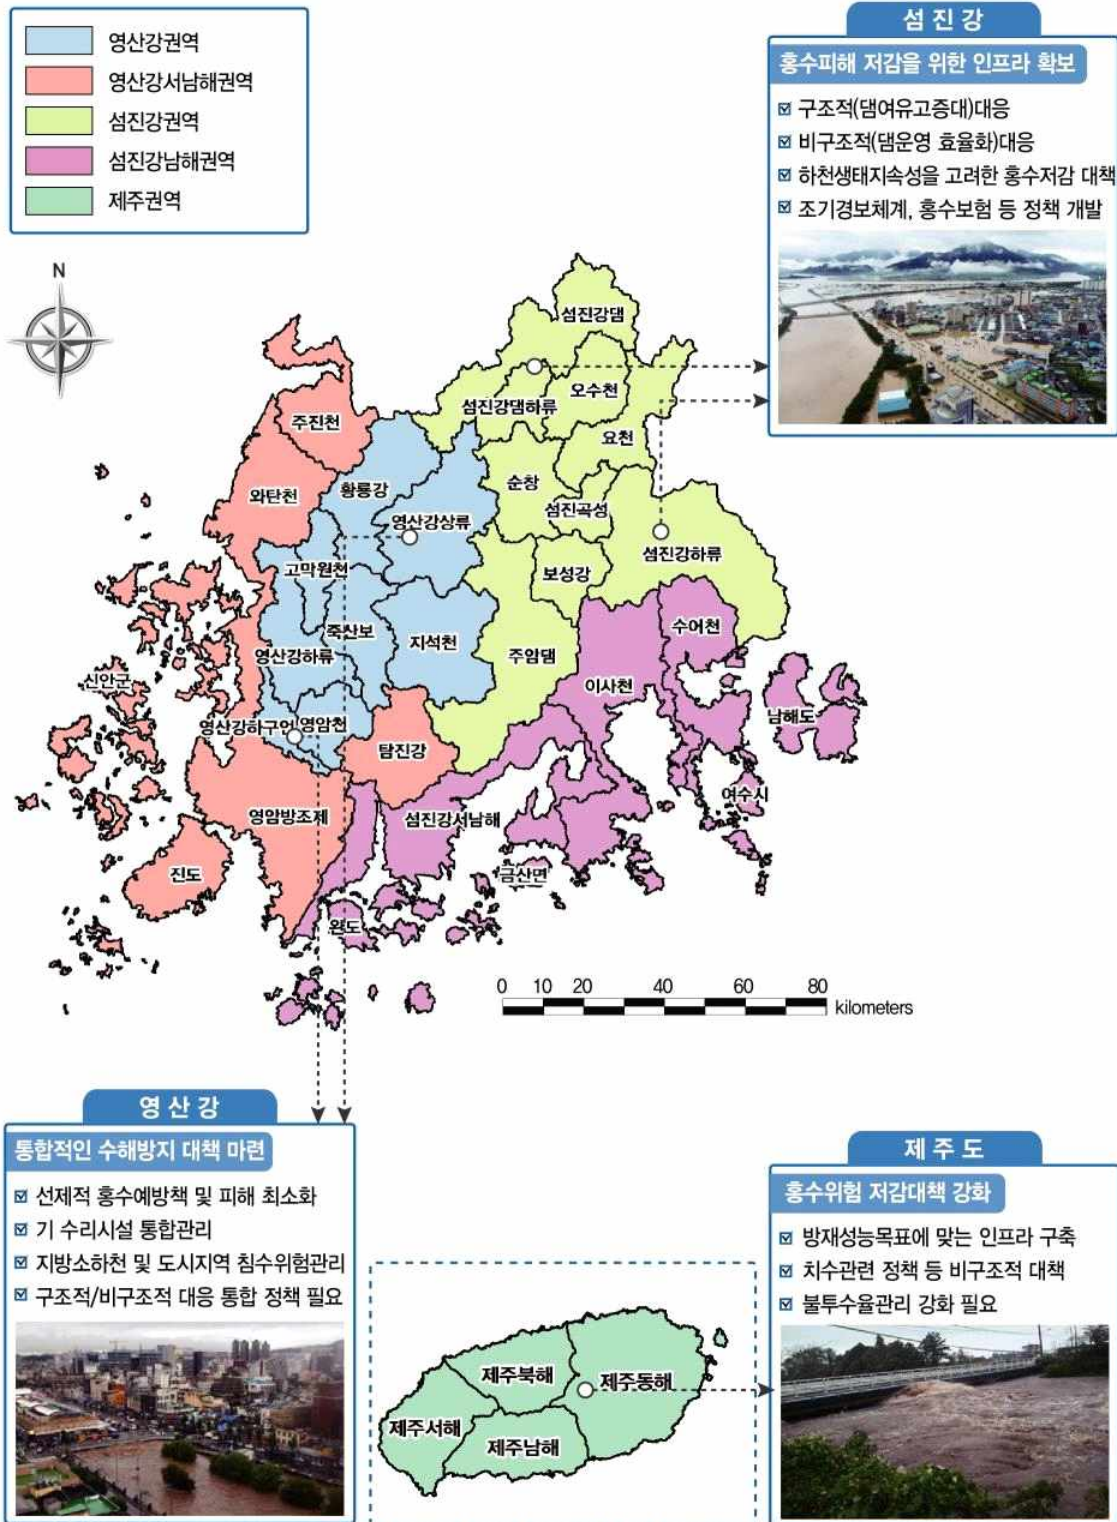 영산강권역
영산강서남해권역
섬진강권역
섬진강남해권역
제주권역
섬 진 강
홍수피해 저감을 위한 인프라 확보
구조적(댐여유고증대)대응
비구조적(댐운영 효율화)대응
하천생태지속성을 고려한 홍수저감 대책
조기경보체계, 홍수보험 등 정책 개발
N
섬진강댐
오수천
섬진강댐하류
주진천
요천
황룡강
순창
와탄천
섬진곡성
영산강상류
섬진강하류
고막원천
보성강
죽산보
수어천
지석천
영산강하류
주암댐
신안군
이사천
남해도
영산강하구언
영암천
탐진강
여수시
영암방조제
섬진강서남해
진도
금산면
완도
0 10 20 40 60 80
kilometers
영 산 강
통합적인 수해방지 대책 마련
선제적 홍수예방책 및 피해 최소화
기 수리시설 통합관리
지방소하천 및 도시지역 침수위험관리
구조적/비구조적 대응 통합 정책 필요
제 주 도
홍수위험 저감대책 강화
방재성능목표에 맞는 인프라 구축
치수관련 정책 등 비구조적 대책
불투수율관리 강화 필요
제주북해
제주동해
제주서해
제주남해